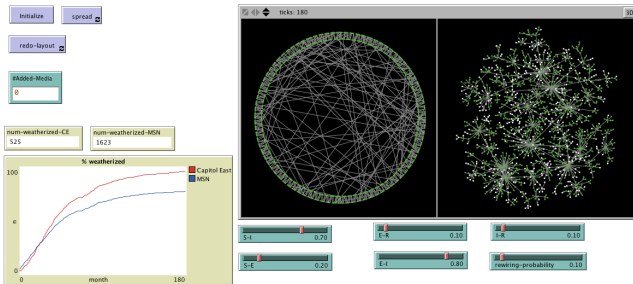 Initialize
spread
redo-layout
#Added-Media
0
num-weatherized-CE
525
num-weatherized-MSN
1623
% weatherized
100
%
0
0
month
180
Capitol East
MSN
ticks: 180
3D
S-I 0.70
E-R 0.10
I-R 0.10
S-E 0.20
E-I 0.80
rewiring-probability 0.10